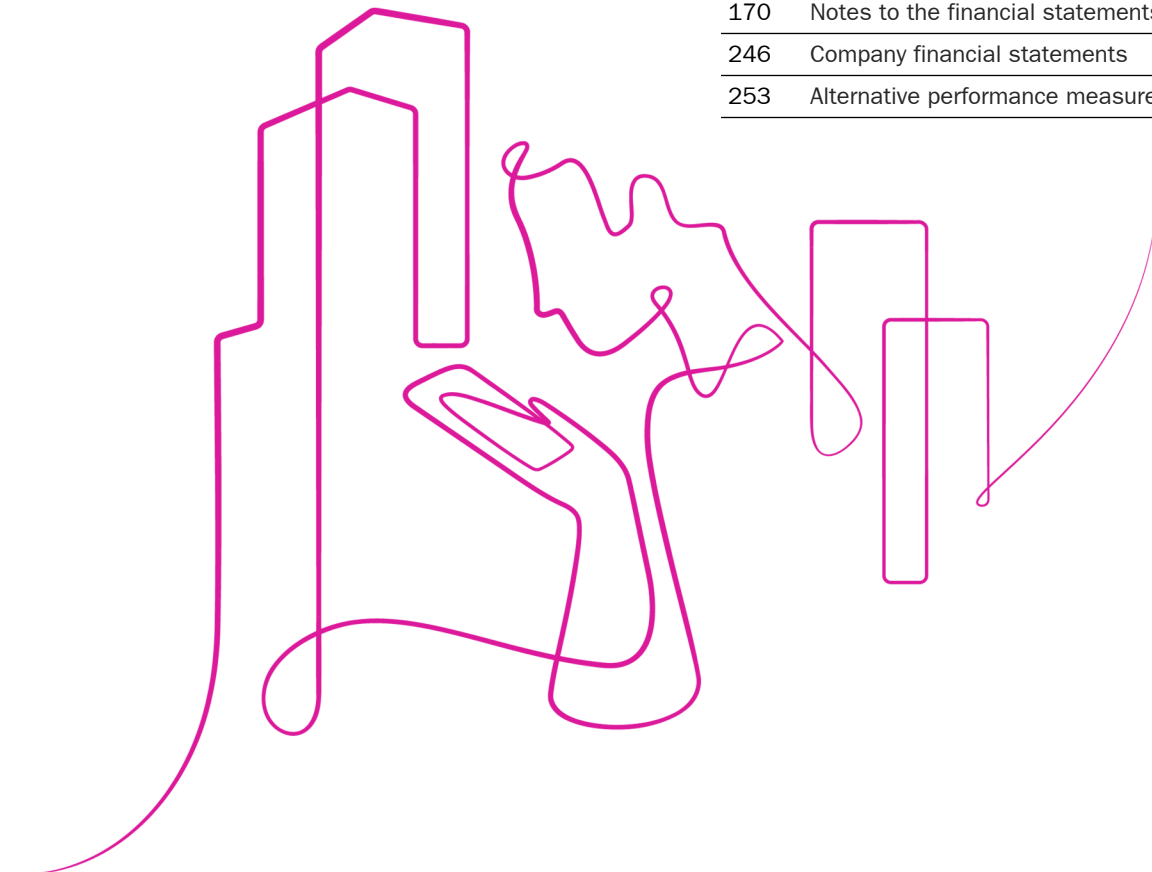 170 Notes to the financial statements
246 Company financial statements
253 Alternative performance measure